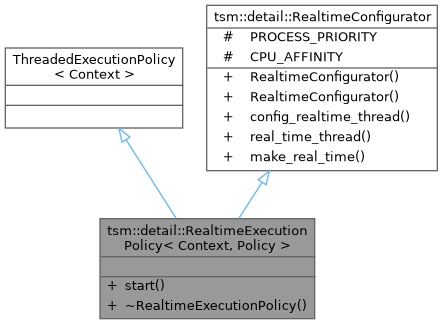 ThreadedExecutionPolicy
< Context >
tsm::detail::RealtimeConfigurator
# PROCESS_PRIORITY
# CPU_AFFINITY
+ RealtimeConfigurator()
+ RealtimeConfigurator()
+ config_realtime_thread()
+ real_time_thread()
+ make_real_time()
tsm::detail::RealtimeExecution
Policy< Context, Policy >
+ start()
+ ~RealtimeExecutionPolicy()